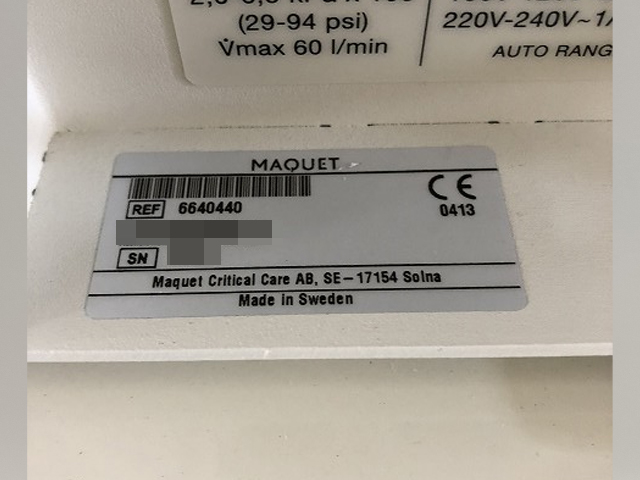 (29-94 psi)
V̇max 60 l/min
220V-240V~1/
AUTO RANG
MAQUET
REF 6640440
CE
0413
SN
Maquet Critical Care AB, SE-17154 Solna
Made in Sweden